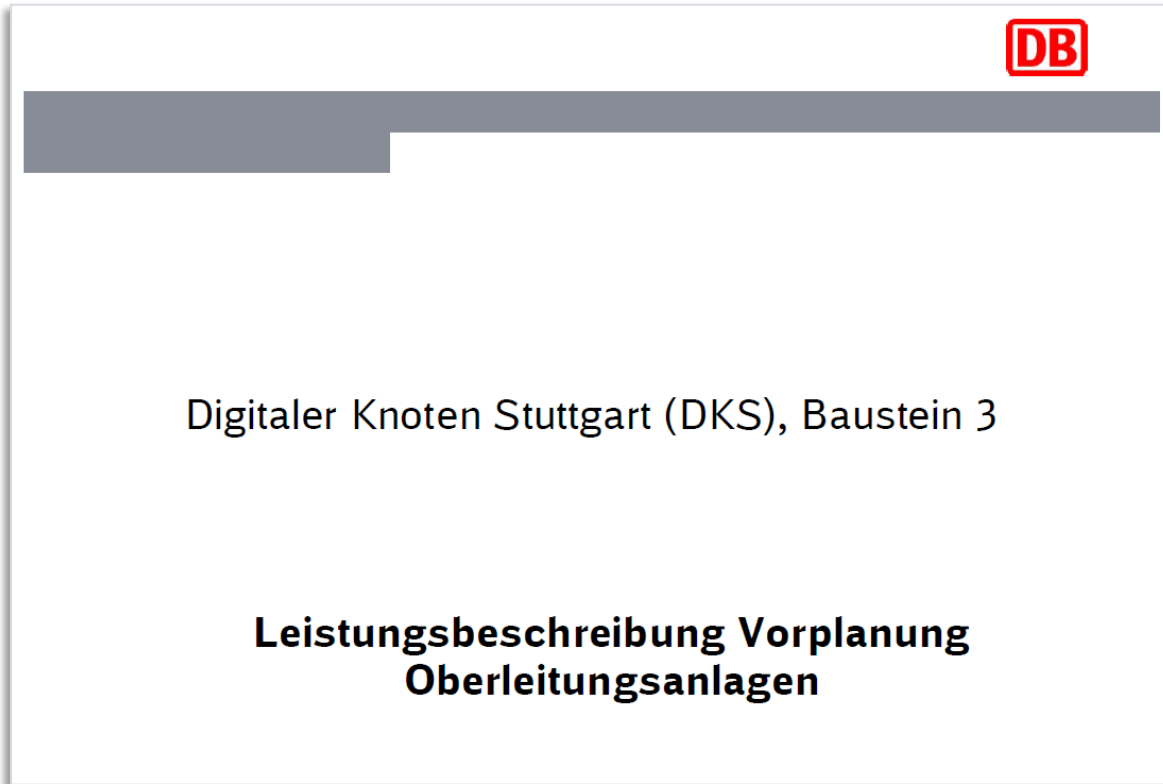 DB
Digitaler Knoten Stuttgart (DKS), Baustein 3
Leistungsbeschreibung Vorplanung
Oberleitungsanlagen